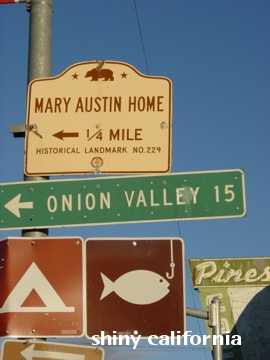 MARY AUSTIN HOME
1/4 MILE
HISTORICAL LANDMARK NO. 229
ONION VALLEY 15
Pines
shiny california